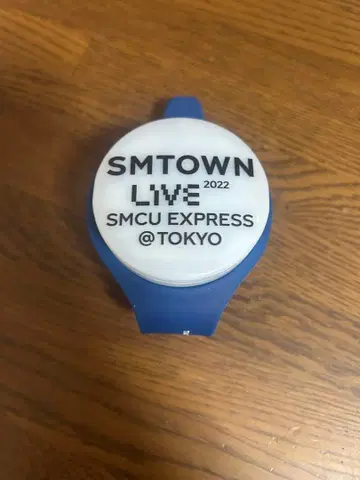 SMTOWN
LIVE 2022
SMCU EXPRESS
@TOKYO